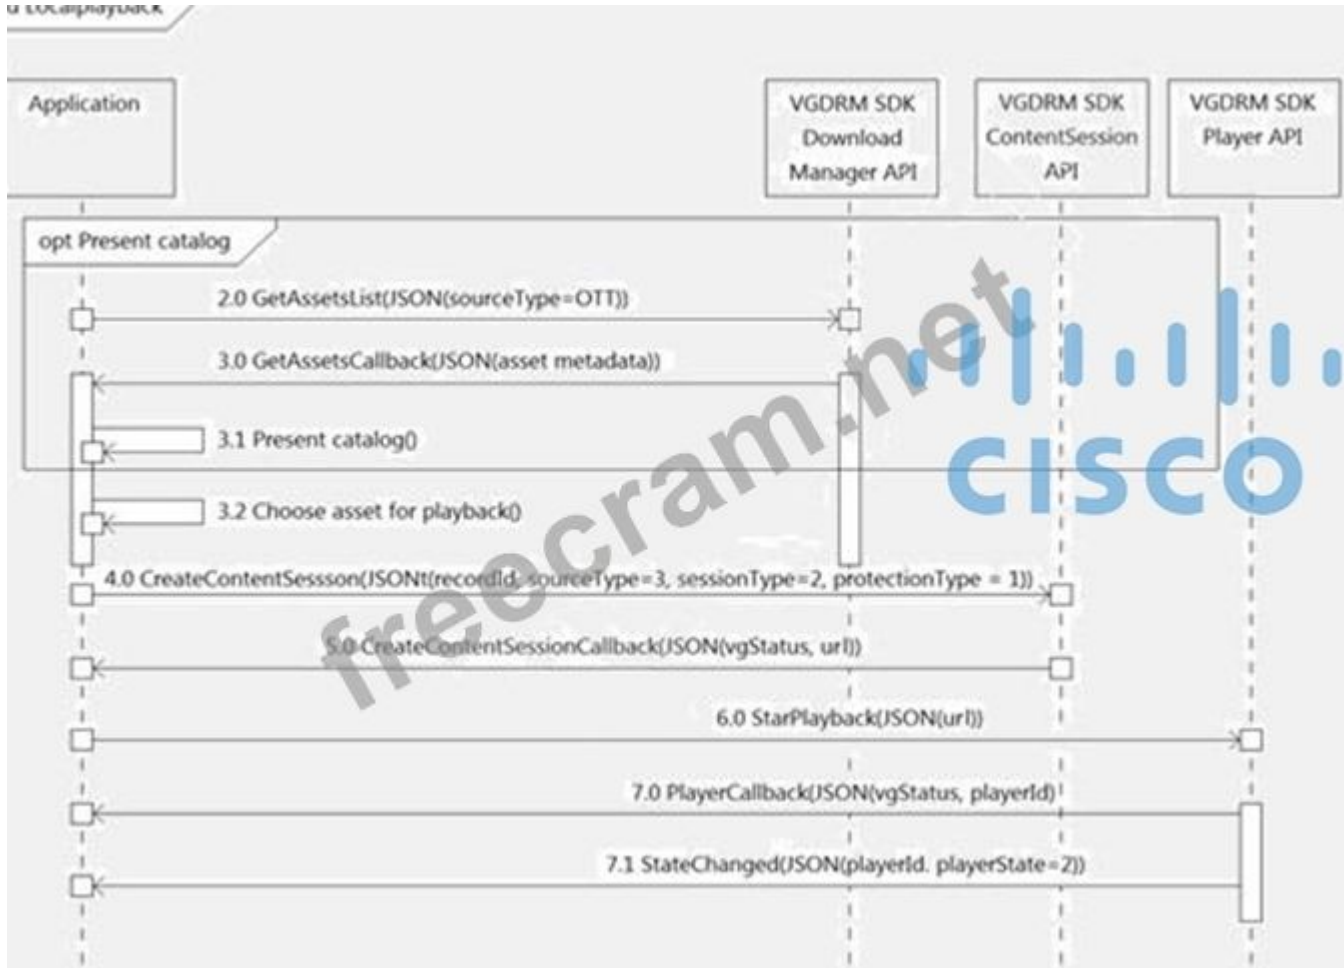 d Localplayback
Application
VGDRM SDK
Download
Manager API
VGDRM SDK
ContentSession
API
VGDRM SDK
Player API
opt Present catalog
2.0 GetAssetsList(JSON(sourceType=OTT))
3.0 GetAssetsCallback(JSON(asset metadata))
3.1 Present catalog()
3.2 Choose asset for playback()
4.0 CreateContentSessson(JSONt(recordId, sourceType=3, sessionType=2, protectionType = 1))
5.0 CreateContentSessionCallback(JSON(vgStatus, url))
6.0 StarPlayback(JSON(url))
7.0 PlayerCallback(JSON(vgStatus, playerId)
7.1 StateChanged(JSON(playerId. playerState=2))
freecram.net
CISCO